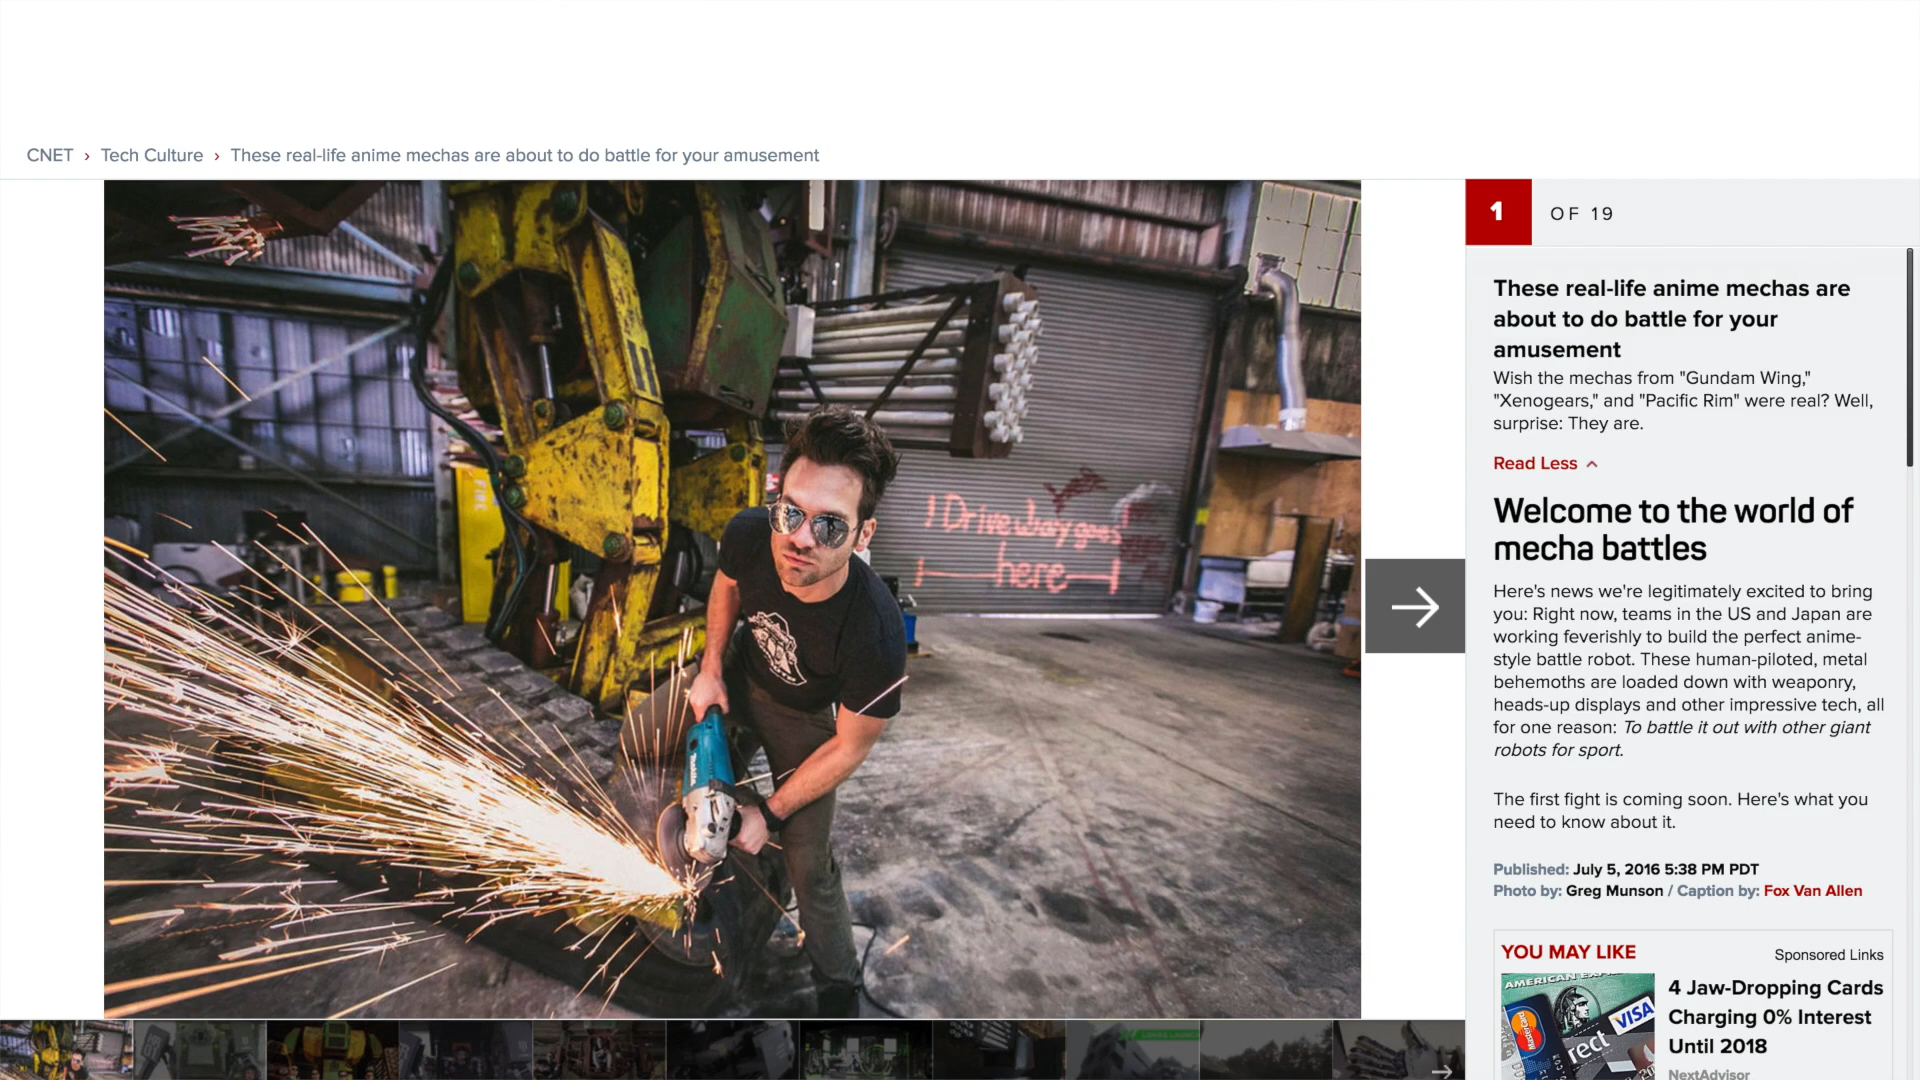 CNET › Tech Culture › These real-life anime mechas are about to do battle for your amusement
1 OF 19
FIRE
! Driveway goes !
|— here —|
makita
These real-life anime mechas are
about to do battle for your
amusement
Wish the mechas from "Gundam Wing,"
"Xenogears," and "Pacific Rim" were real? Well,
surprise: They are.
Read Less
Welcome to the world of
mecha battles
Here's news we're legitimately excited to bring
you: Right now, teams in the US and Japan are
working feverishly to build the perfect anime-
style battle robot. These human-piloted, metal
behemoths are loaded down with weaponry,
heads-up displays and other impressive tech, all
for one reason: To battle it out with other giant
robots for sport.
The first fight is coming soon. Here's what you
need to know about it.
Published: July 5, 2016 5:38 PM PDT
Photo by: Greg Munson / Caption by: Fox Van Allen
YOU MAY LIKE
Sponsored Links
AMERICAN EXPRESS
MasterCard
VISA
rect
4 Jaw-Dropping Cards
Charging 0% Interest
Until 2018
NextAdvisor